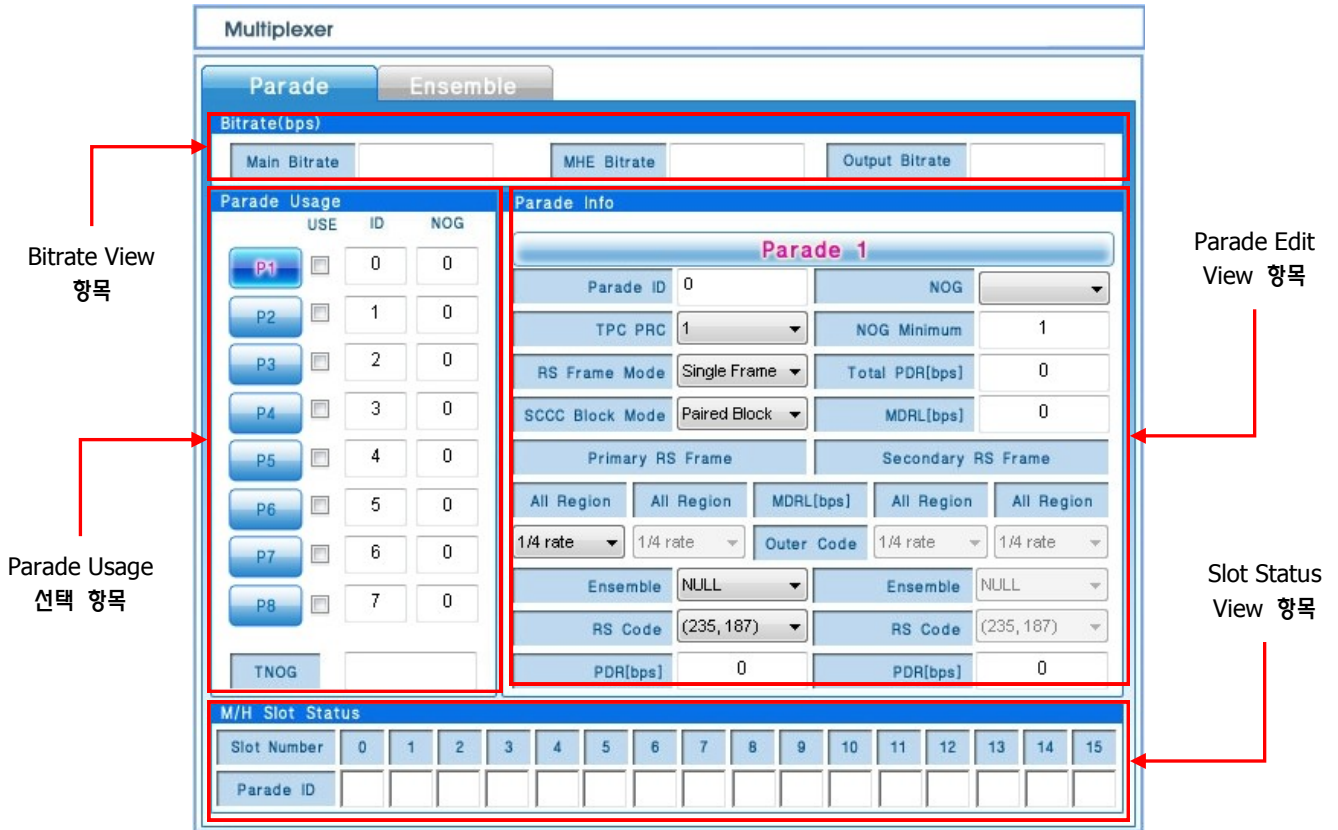 Multiplexer
Parade Ensemble
Bitrate(bps)
Main Bitrate MHE Bitrate Output Bitrate
Parade Usage
USE ID NOG
P1 0 0
P2 1 0
P3 2 0
P4 3 0
P5 4 0
P6 5 0
P7 6 0
P8 7 0
TNOG
Parade Info
Parade 1
Parade ID 0 NOG
TPC PRC 1 NOG Minimum 1
RS Frame Mode Single Frame Total PDR[bps] 0
SCCC Block Mode Paired Block MDRL[bps] 0
Primary RS Frame Secondary RS Frame
All Region All Region MDRL[bps] All Region All Region
1/4 rate 1/4 rate Outer Code 1/4 rate 1/4 rate
Ensemble NULL Ensemble NULL
RS Code (235, 187) RS Code (235, 187)
PDR[bps] 0 PDR[bps] 0
M/H Slot Status
Slot Number 0 1 2 3 4 5 6 7 8 9 10 11 12 13 14 15
Parade ID
Bitrate View
항목
Parade Usage
선택 항목
Parade Edit
View 항목
Slot Status
View 항목